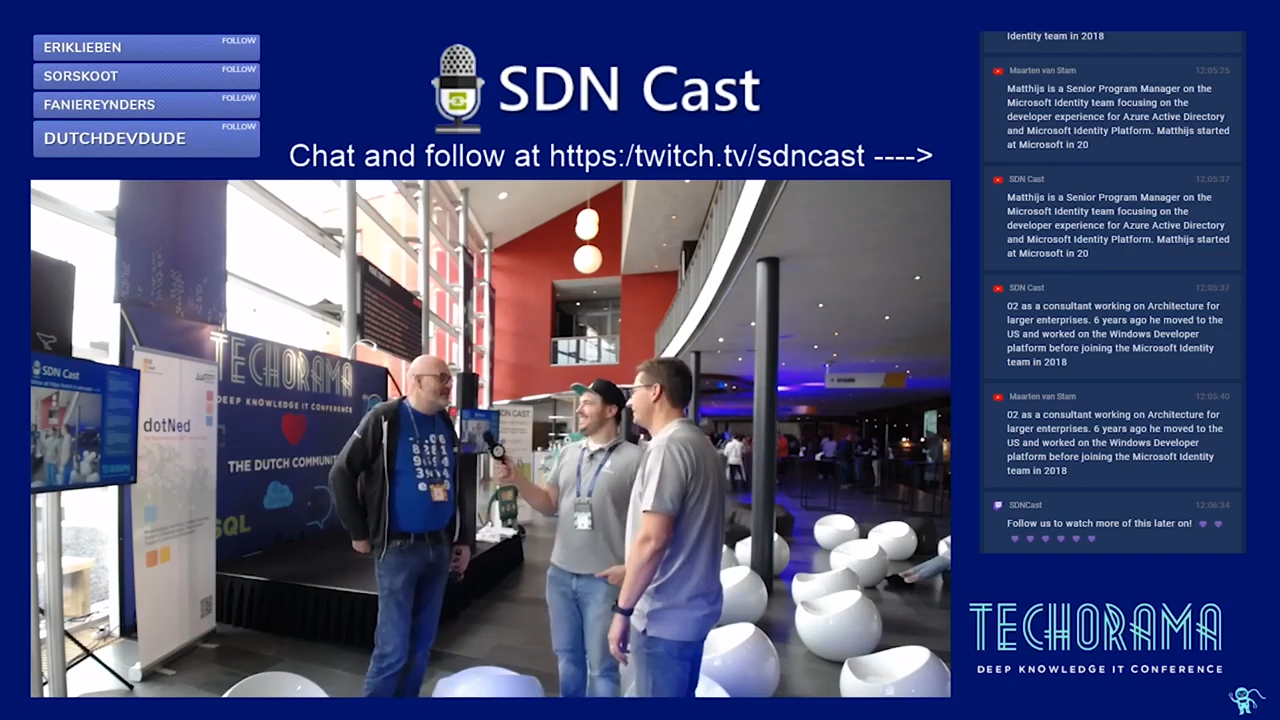 ERIKLIEBEN
FOLLOW
SORSKOOT
FOLLOW
FANIEREYNDERS
FOLLOW
DUTCHDEVDUDE
FOLLOW
SDN Cast
Chat and follow at https:/twitch.tv/sdncast ---->
SDN Cast
dotNed
TECHORAMA
DEEP KNOWLEDGE IT CONFERENCE
THE DUTCH COMMUNIT
SQL
Identity team in 2018
Maarten van Stam
12:05:25
Matthijs is a Senior Program Manager on the
Microsoft Identity team focusing on the
developer experience for Azure Active Directory
and Microsoft Identity Platform. Matthijs started
at Microsoft in 20
SDN Cast
12:05:37
Matthijs is a Senior Program Manager on the
Microsoft Identity team focusing on the
developer experience for Azure Active Directory
and Microsoft Identity Platform. Matthijs started
at Microsoft in 20
SDN Cast
12:05:37
02 as a consultant working on Architecture for
larger enterprises. 6 years ago he moved to the
US and worked on the Windows Developer
platform before joining the Microsoft Identity
team in 2018
Maarten van Stam
12:05:40
02 as a consultant working on Architecture for
larger enterprises. 6 years ago he moved to the
US and worked on the Windows Developer
platform before joining the Microsoft Identity
team in 2018
SDNCast
12:06:34
Follow us to watch more of this later on!
TECHORAMA
DEEP KNOWLEDGE IT CONFERENCE